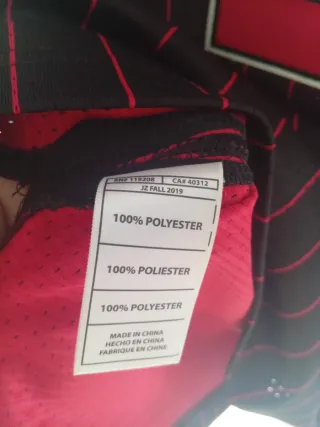 RN# 119208 CA# 40312
JZ FALL 2019
100% POLYESTER
100% POLIESTER
100% POLYESTER
MADE IN CHINA
HECHO EN CHINA
FABRIQUE EN CHINE